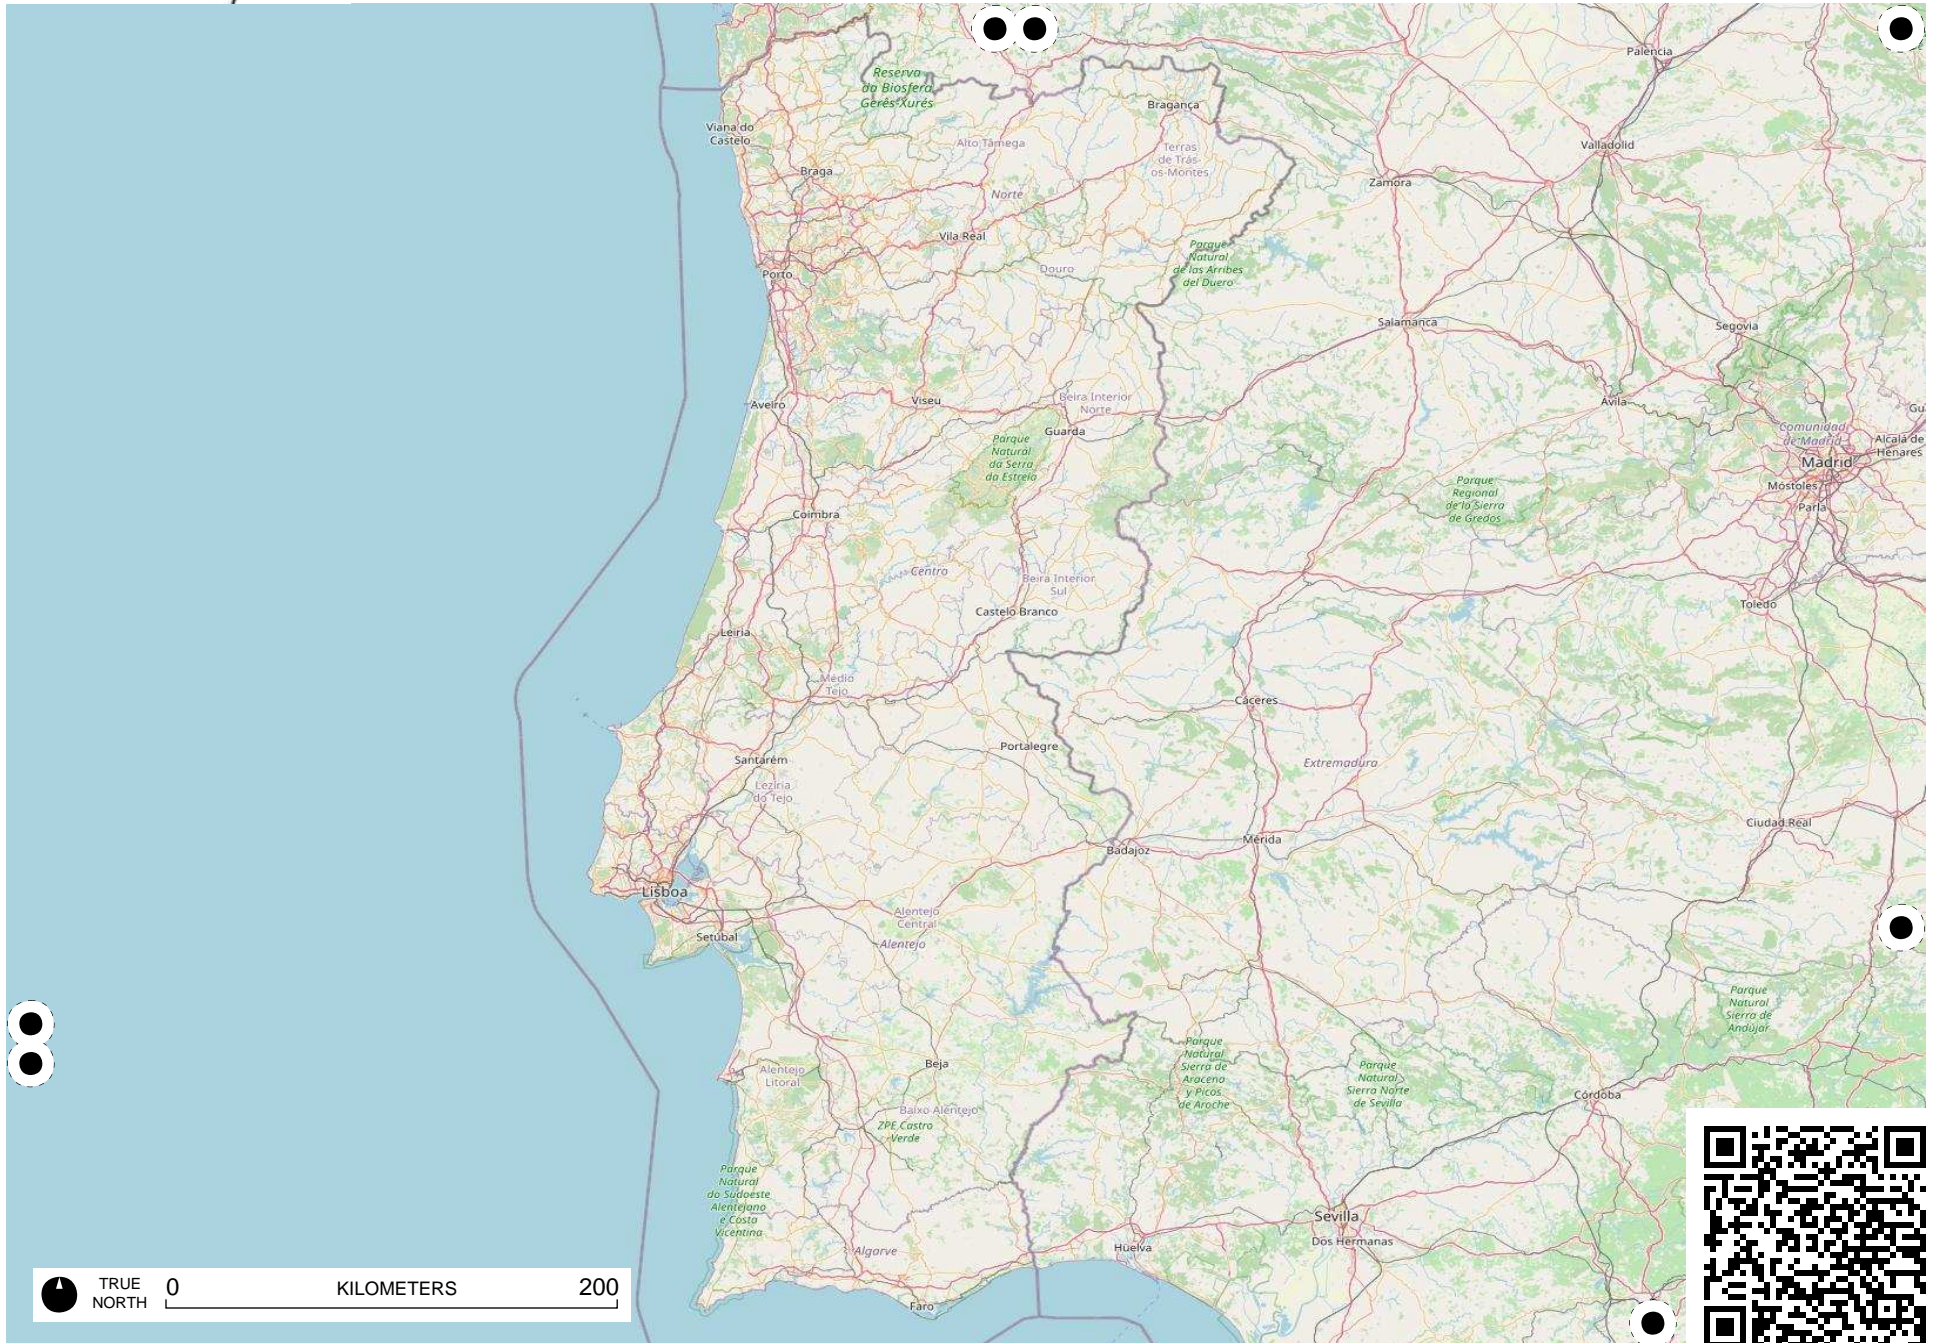 Palencia
Reserva
da Biosfera
Gerês-Xurés
Bragança
Viana do
Castelo
Alto Tâmega
Terras
de Trás-
os-Montes
Valladolid
Braga
Zamora
Norte
Vila Real
Porto
Douro
Parque
Natural
de las Arribes
del Duero
Salamanca
Segovia
Aveiro
Viseu
Beira Interior
Norte
Ávila
Gu
Guarda
Comunidad
de Madrid
Alcalá de
Henares
Parque
Natural
da Serra
da Estrela
Madrid
Móstoles
Parla
Parque
Regional
de la Sierra
de Gredos
Coimbra
Centro
Beira Interior
Sul
Castelo Branco
Toledo
Leiria
Médio
Tejo
Cáceres
Portalegre
Santarém
Extremadura
Lezíria
do Tejo
Ciudad Real
Mérida
Badajoz
Lisboa
Alentejo
Central
Setúbal
Alentejo
Parque
Natural
Sierra de
Andújar
Beja
Alentejo
Litoral
Parque
Natural
Sierra de
Aracena
y Picos
de Aroche
Parque
Natural
Sierra Norte
de Sevilla
Córdoba
Baixo Alentejo
ZPE Castro
Verde
Parque
Natural
do Sudoeste
Alentejano
e Costa
Vicentina
Sevilla
Dos Hermanas
Huelva
Algarve
Faro
TRUE
NORTH
0 KILOMETERS 200